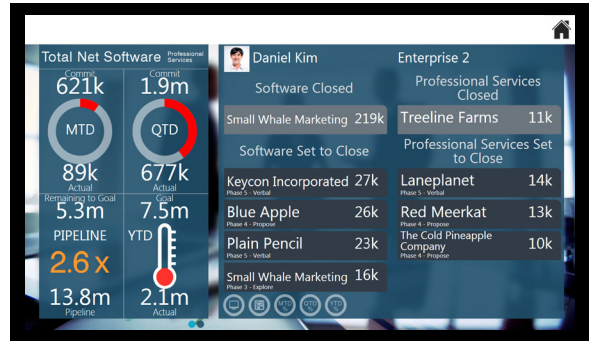 Total Net Software Professional Services
Commit
621k
MTD
89k
Actual
Commit
1.9m
QTD
677k
Actual
Remaining to Goal
5.3m
PIPELINE
2.6 x
13.8m
Pipeline
Goal
7.5m
YTD
2.1m
Actual
Daniel Kim
Enterprise 2
Software Closed
Small Whale Marketing 219k
Software Set to Close
Keycon Incorporated 27k
Phase 5 - Verbal
Blue Apple 26k
Phase 4 - Propose
Plain Pencil 23k
Phase 5 - Verbal
Small Whale Marketing 16k
Phase 3 - Explore
MTD
QTD
YTD
Professional Services
Closed
Treeline Farms 11k
Professional Services Set
to Close
Laneplanet 14k
Phase 5 - Verbal
Red Meerkat 13k
Phase 4 - Propose
The Cold Pineapple
Company 10k
Phase 4 - Propose